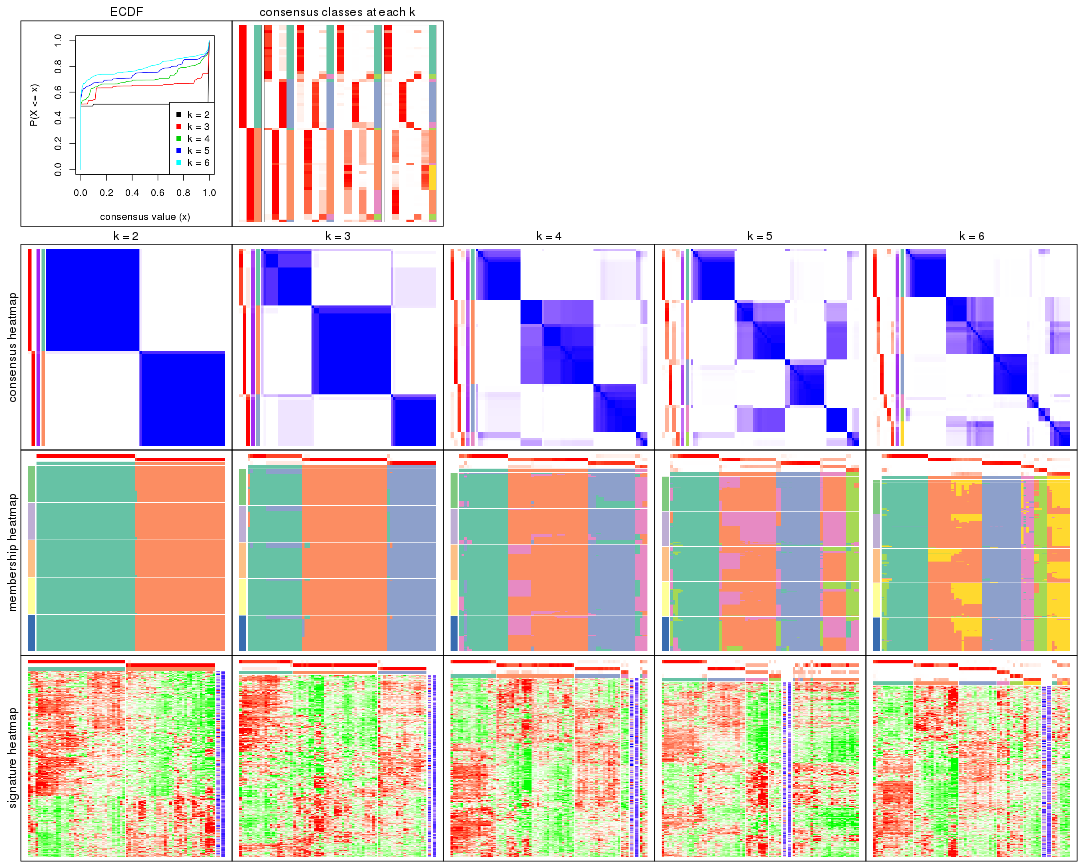 ECDF
consensus classes at each k
P(X <= x)
0.0
0.2
0.4
0.6
0.8
1.0
k = 2
k = 3
k = 4
k = 5
k = 6
0.0 0.2 0.4 0.6 0.8 1.0
consensus value (x)
k = 2
k = 3
k = 4
k = 5
k = 6
consensus heatmap
membership heatmap
signature heatmap